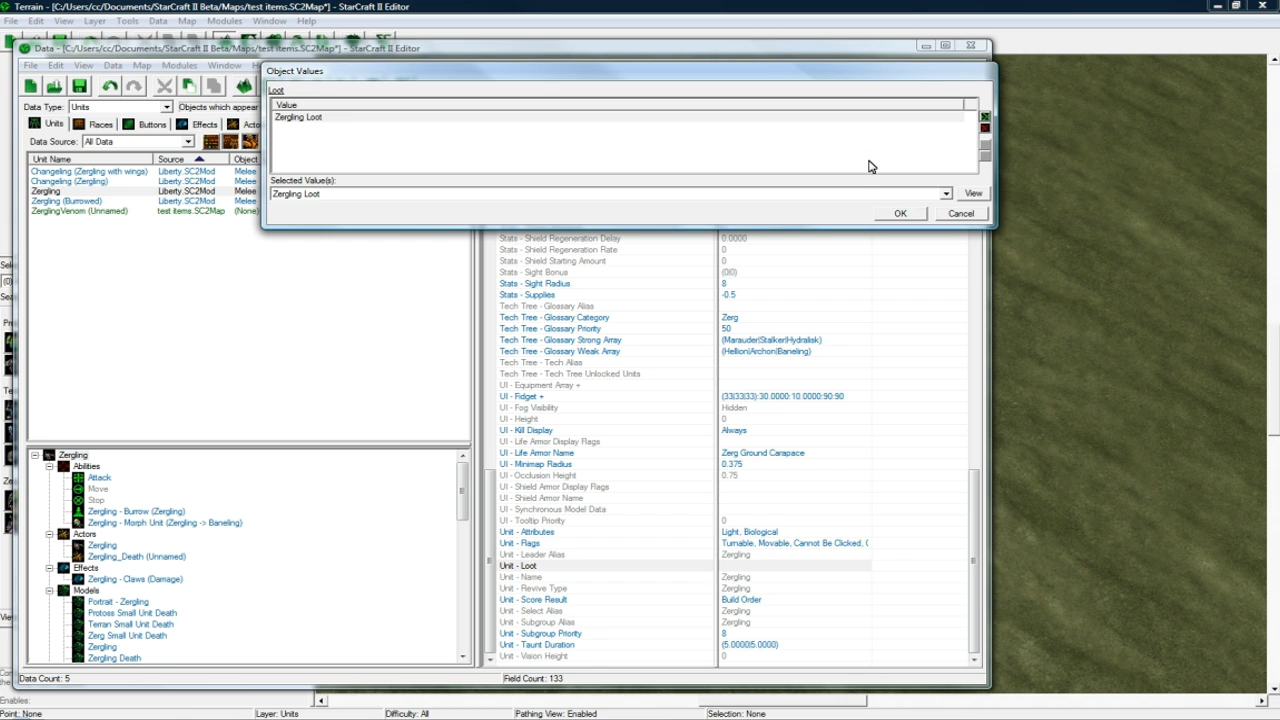 Terrain - [C:/Users/cc/Documents/StarCraft II Beta/Maps/test items.SC2Map*] - StarCraft II Editor
File Edit View Layer Tools Data Map Modules Window Help
Data - [C:/Users/cc/Documents/StarCraft II Beta/Maps/test items.SC2Map*] - StarCraft II Editor
File Edit View Data Map Modules Window
Object Values
Loot
Value
Zergling Loot
Selected Value(s):
Zergling Loot
View
OK
Cancel
Data Type: Units
Objects which appear
Units Races Buttons Effects
Data Source: All Data
Unit Name Source Object
Changeling (Zergling with wings) Liberty.SC2Mod Melee
Changeling (Zergling) Liberty.SC2Mod Melee
Zergling Liberty.SC2Mod Melee
Zergling (Burrowed) Liberty.SC2Mod Melee
ZerglingVenom (Unnamed) test items.SC2Map (None)
Zergling
Abilities
Attack
Move
Stop
Zergling - Burrow (Zergling)
Zergling - Morph Unit (Zergling -> Baneling)
Actors
Zergling
Zergling_Death (Unnamed)
Effects
Zergling - Claws (Damage)
Models
Portrait - Zergling
Protoss Small Unit Death
Terran Small Unit Death
Zerg Small Unit Death
Zergling
Zergling Death
Stats - Shield Regeneration Delay 0.0000
Stats - Shield Regeneration Rate 0
Stats - Shield Starting Amount 0
Stats - Sight Bonus (0|0)
Stats - Sight Radius 8
Stats - Supplies -0.5
Tech Tree - Glossary Alias
Tech Tree - Glossary Category Zerg
Tech Tree - Glossary Priority 50
Tech Tree - Glossary Strong Array (Marauder|Stalker|Hydralisk)
Tech Tree - Glossary Weak Array (Hellion|Archon|Baneling)
Tech Tree - Tech Alias
Tech Tree - Tech Tree Unlocked Units
UI - Equipment Array +
UI - Fidget + (33|33|33):30.0000:10.0000:90:90
UI - Fog Visibility Hidden
UI - Height 0
UI - Kill Display Always
UI - Life Armor Display Flags
UI - Life Armor Name Zerg Ground Carapace
UI - Minimap Radius 0.375
UI - Occlusion Height 0.75
UI - Shield Armor Display Flags
UI - Shield Armor Name
UI - Synchronous Model Data
UI - Tooltip Priority 0
Unit - Attributes Light, Biological
Unit - Flags Turnable, Movable, Cannot Be Clicked, (
Unit - Leader Alias Zergling
Unit - Loot
Unit - Name Zergling
Unit - Revive Type Zergling
Unit - Score Result Build Order
Unit - Select Alias Zergling
Unit - Subgroup Alias Zergling
Unit - Subgroup Priority 8
Unit - Taunt Duration (5.0000|5.0000)
Unit - Vision Height 0
Data Count: 5
Field Count: 133
Enables:
Point: None
Layer: Units
Difficulty: All
Pathing View: Enabled
Selection: None